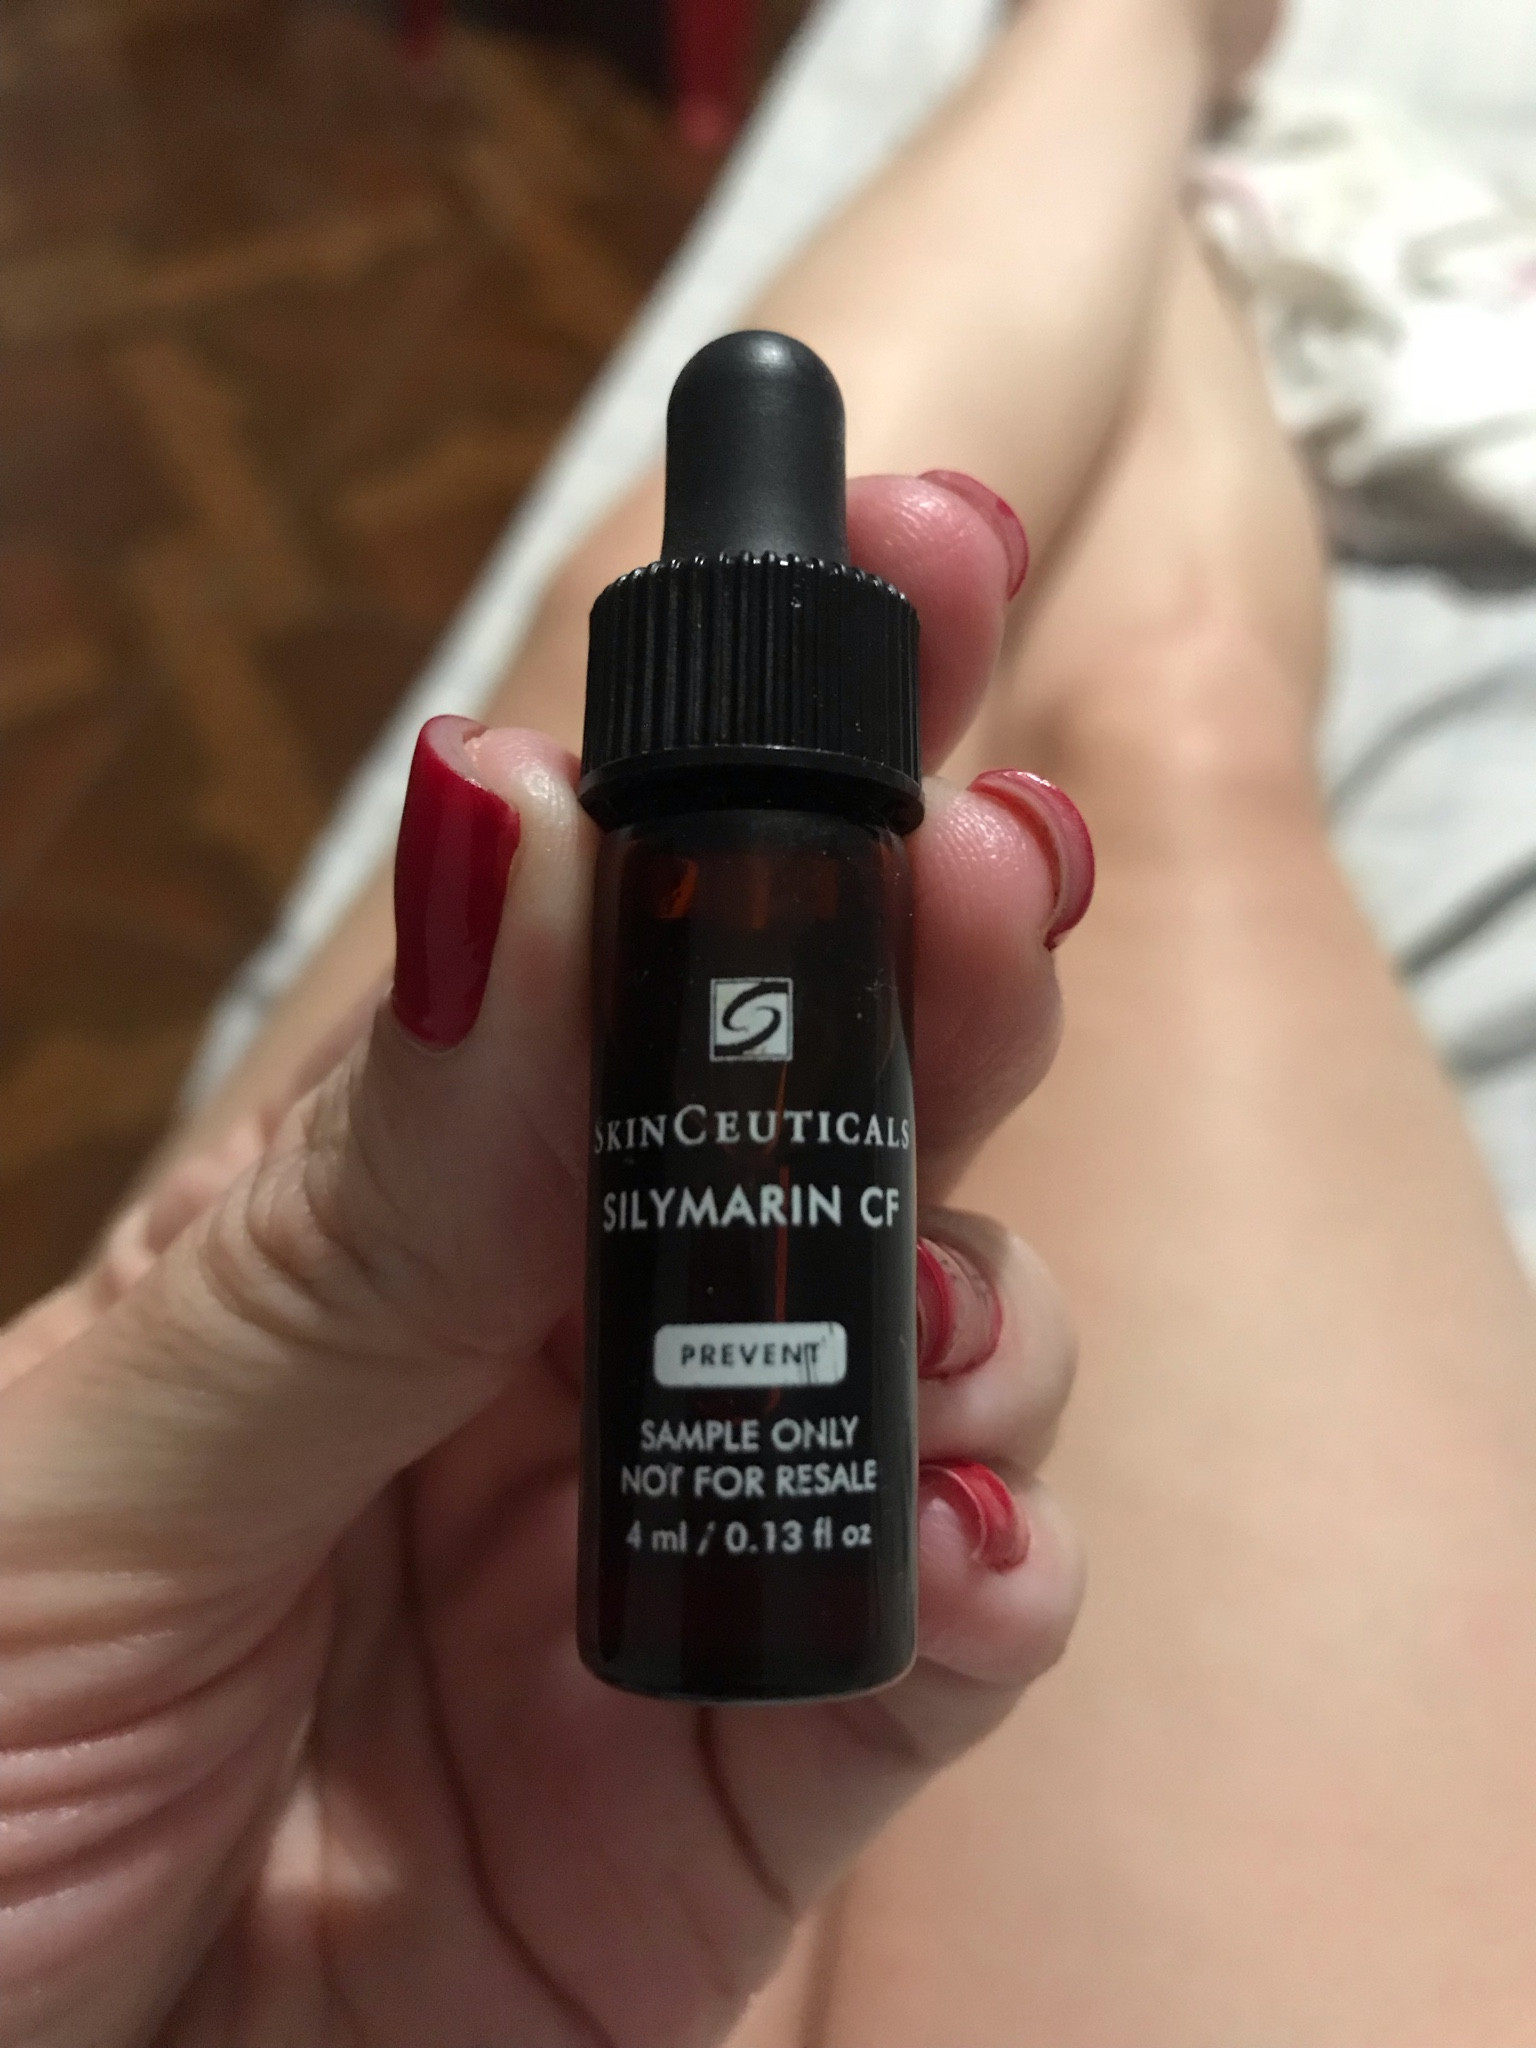 SKINCEUTICALS
SILYMARIN CF
PREVENT
SAMPLE ONLY
NOT FOR RESALE
4 ml / 0.13 fl oz